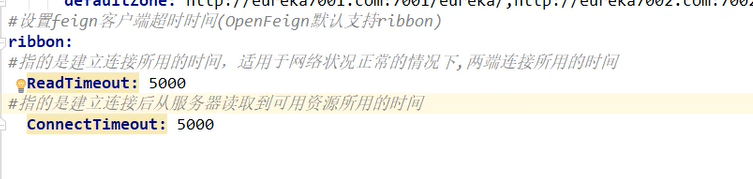 defaultZone: http://eureka7001.com:7001/eureka/,http://eureka7002.com:7002
#设置feign客户端超时时间(OpenFeign默认支持ribbon)
ribbon:
#指的是建立连接所用的时间，适用于网络状况正常的情况下,两端连接所用的时间
ReadTimeout: 5000
#指的是建立连接后从服务器读取到可用资源所用的时间
ConnectTimeout: 5000